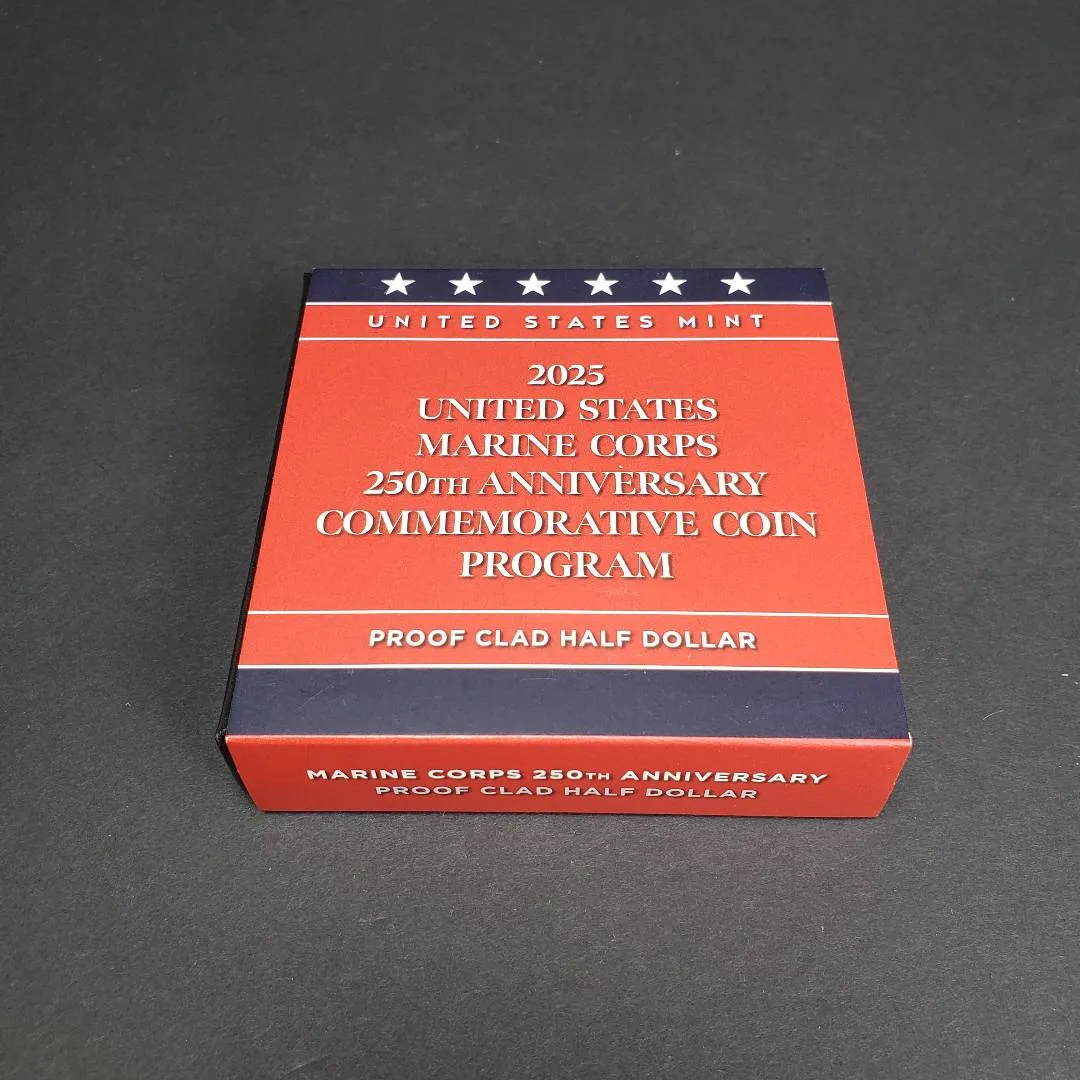 UNITED STATES MINT
2025
UNITED STATES
MARINE CORPS
250TH ANNIVERSARY
COMMEMORATIVE COIN
PROGRAM
PROOF CLAD HALF DOLLAR
MARINE CORPS 250TH ANNIVERSARY
PROOF CLAD HALF DOLLAR